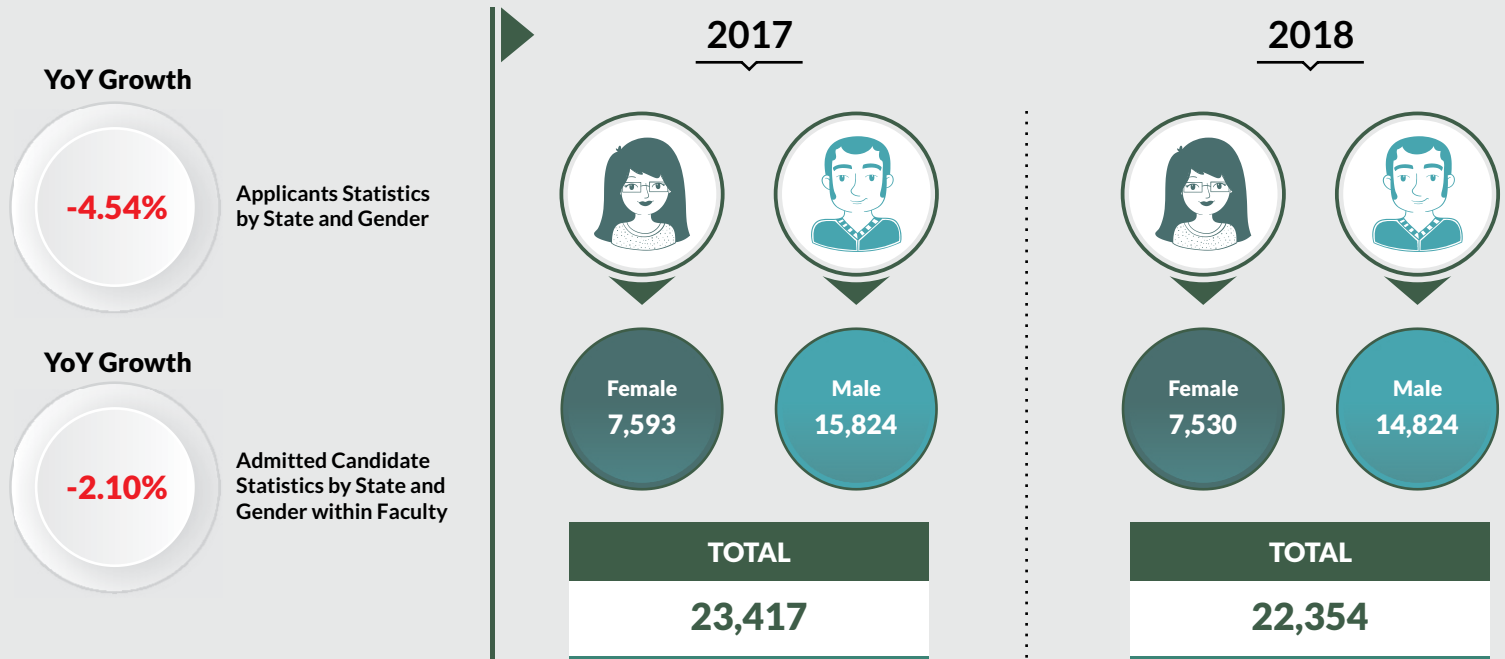 YoY Growth
-4.54%
Applicants Statistics
by State and Gender
YoY Growth
-2.10%
Admitted Candidate
Statistics by State and
Gender within Faculty
2017
Female
7,593
Male
15,824
TOTAL
23,417
2018
Female
7,530
Male
14,824
TOTAL
22,354